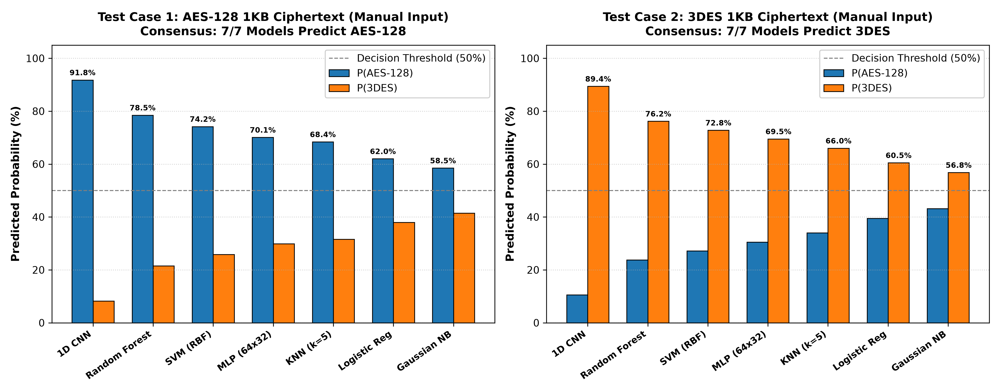 Test Case 1: AES-128 1KB Ciphertext (Manual Input)
Consensus: 7/7 Models Predict AES-128
Predicted Probability (%)
100
80
60
40
20
0
Decision Threshold (50%)
P(AES-128)
P(3DES)
91.8%
78.5%
74.2%
70.1%
68.4%
62.0%
58.5%
1D CNN
Random Forest
SVM (RBF)
MLP (64x32)
KNN (k=5)
Logistic Reg
Gaussian NB
Test Case 2: 3DES 1KB Ciphertext (Manual Input)
Consensus: 7/7 Models Predict 3DES
Predicted Probability (%)
100
80
60
40
20
0
Decision Threshold (50%)
P(AES-128)
P(3DES)
89.4%
76.2%
72.8%
69.5%
66.0%
60.5%
56.8%
1D CNN
Random Forest
SVM (RBF)
MLP (64x32)
KNN (k=5)
Logistic Reg
Gaussian NB